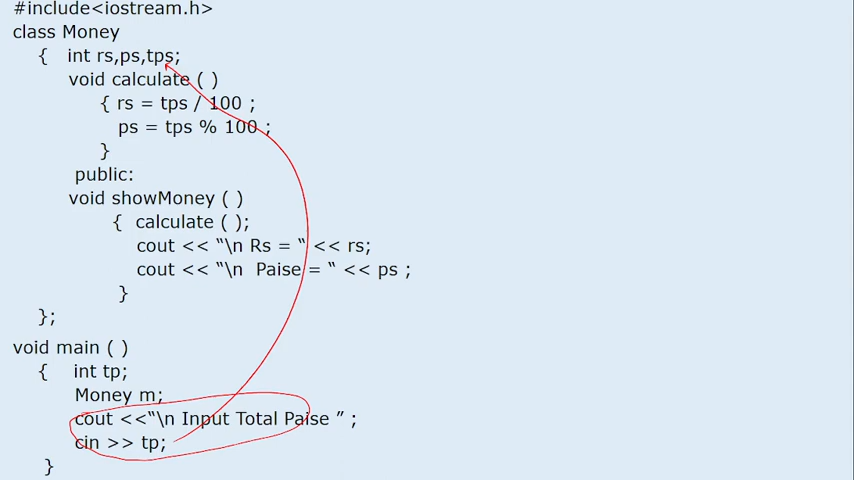 #include<iostream.h>
class Money
{ int rs,ps,tps;
void calculate ( )
{ rs = tps / 100 ;
ps = tps % 100 ;
}
public:
void showMoney ( )
{ calculate ( );
cout << “\n Rs = “ << rs;
cout << “\n Paise = “ << ps ;
}
};
void main ( )
{ int tp;
Money m;
cout <<“\n Input Total Paise ” ;
cin >> tp;
}